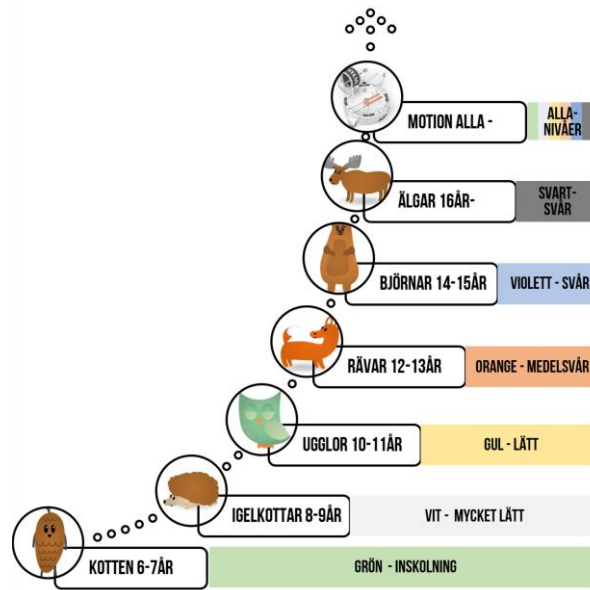 MOTION ALLA -
ALLA-
NIVÅER
ÄLGAR 16ÅR-
SVART-
SVÅR
BJÖRNAR 14-15ÅR
VIOLETT - SVÅR
RÄVAR 12-13ÅR
ORANGE - MEDELSVÅR
UGGLOR 10-11ÅR
GUL - LÄTT
IGELKOTTAR 8-9ÅR
VIT - MYCKET LÄTT
KOTTEN 6-7ÅR
GRÖN - INSKOLNING